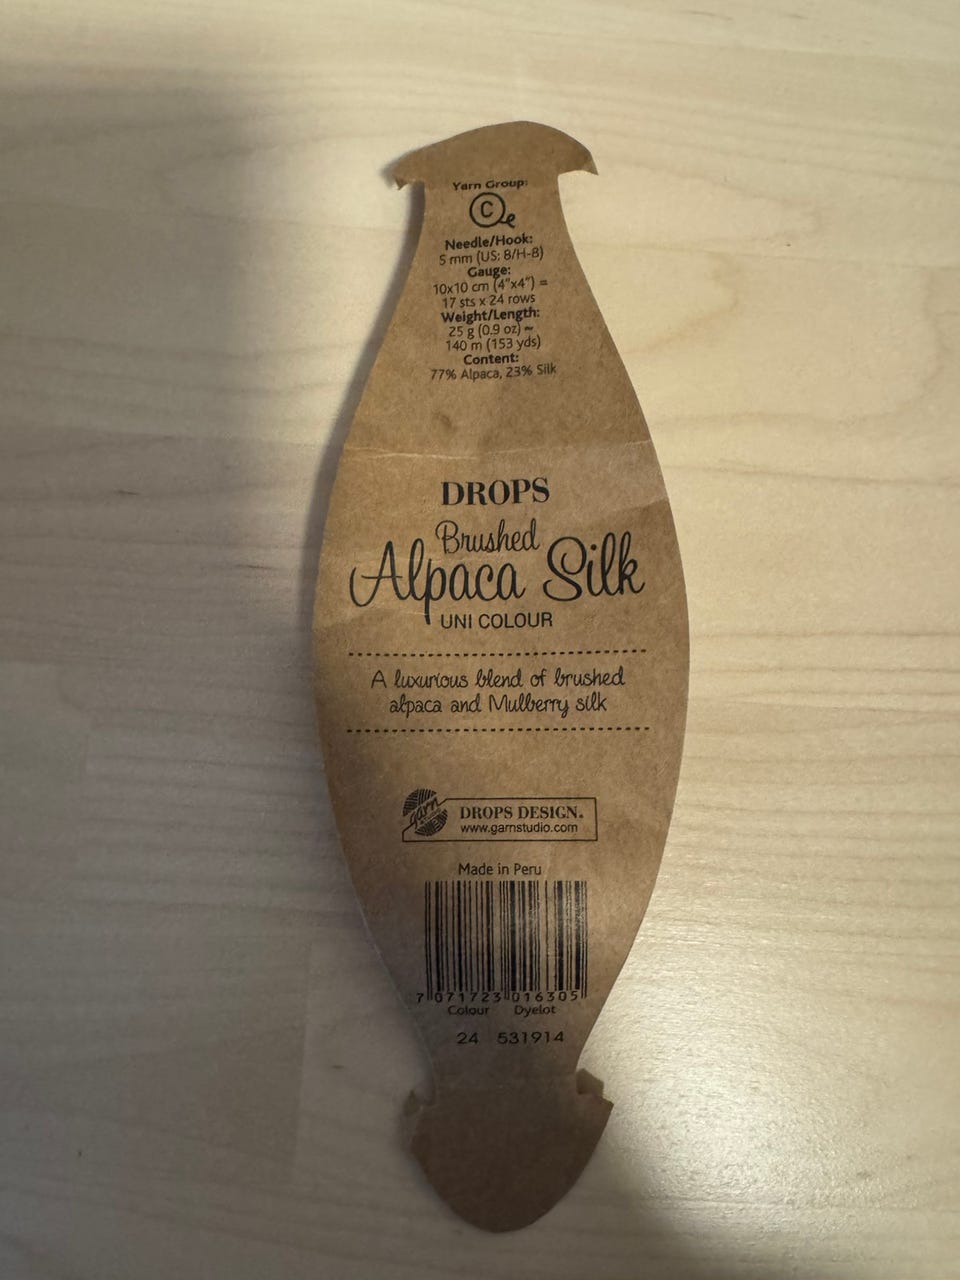 Yarn Group:
C
Needle/Hook:
5 mm (US: 8/H-8)
Gauge:
10x10 cm (4"x4") =
17 sts x 24 rows
Weight/Length:
25 g (0.9 oz) ~
140 m (153 yds)
Content:
77% Alpaca, 23% Silk
DROPS
Brushed
Alpaca Silk
UNI COLOUR
A luxurious blend of brushed
alpaca and Mulberry silk
garn
DROPS DESIGN®
www.garnstudio.com
Made in Peru
7 071723 016305
Colour Dyelot
24 531914